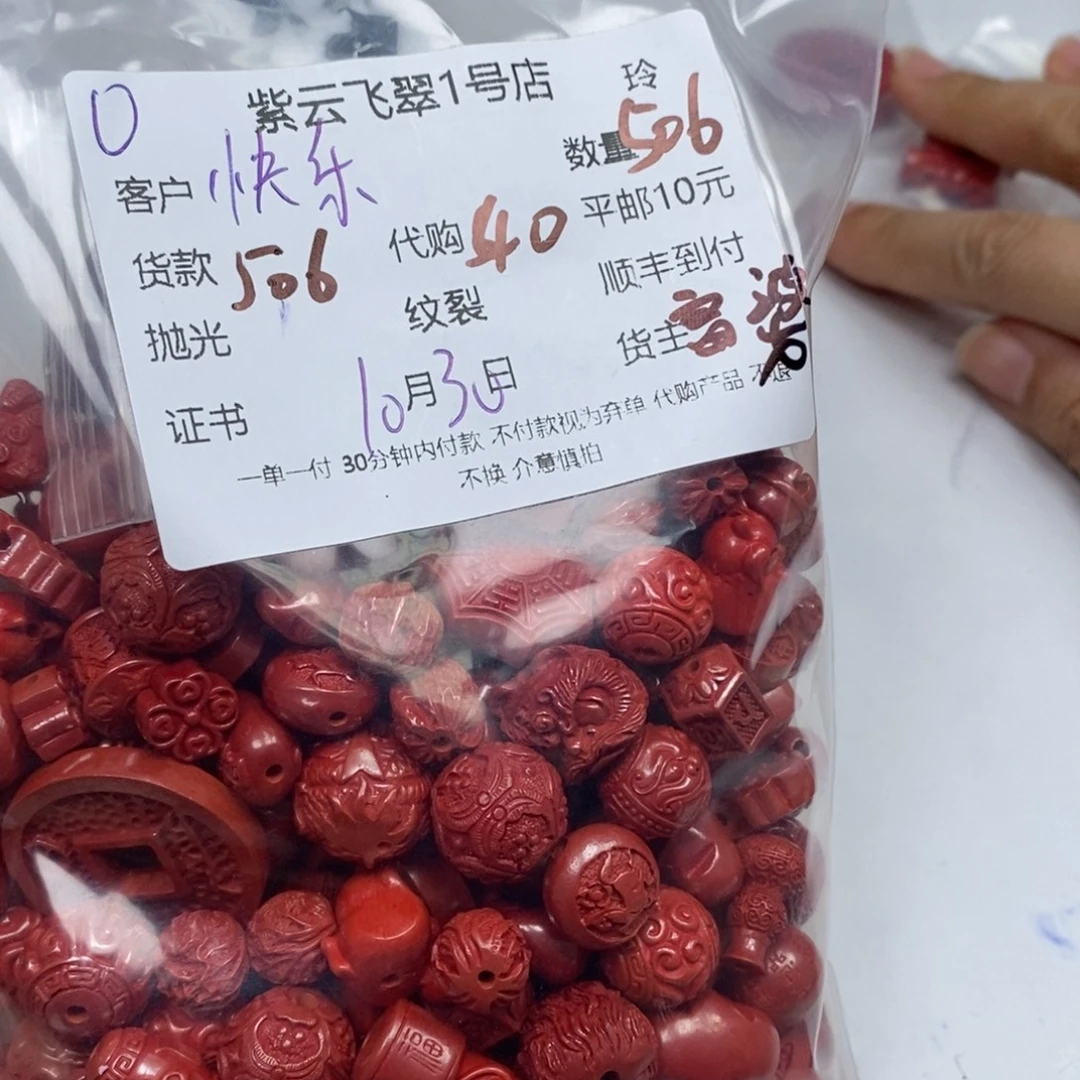 0 紫云飞翠1号店 玲
客户 快乐 数量 506
货款 506 代购 40 平邮10元
抛光 纹裂 顺丰到付
证书 10月30日 货主 富婆
一单一付 30分钟内付款 不付款视为弃单 代购产品 不退
不换 介意慎拍